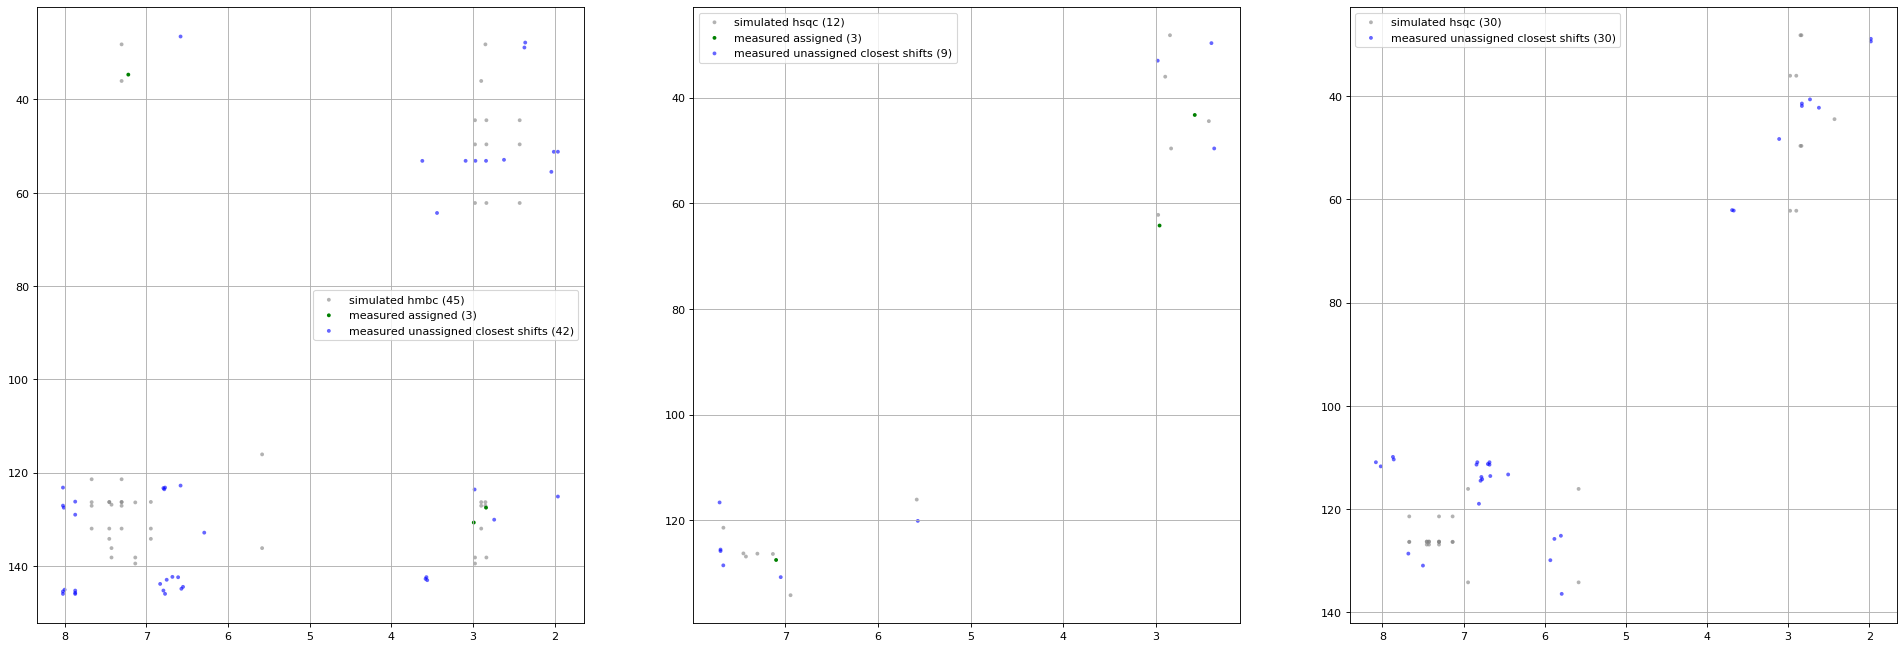 simulated hmbc (45)
measured assigned (3)
measured unassigned closest shifts (42)
40
60
80
100
120
140
8 7 6 5 4 3 2
simulated hsqc (12)
measured assigned (3)
measured unassigned closest shifts (9)
40
60
80
100
120
7 6 5 4 3
simulated hsqc (30)
measured unassigned closest shifts (30)
40
60
80
100
120
140
8 7 6 5 4 3 2